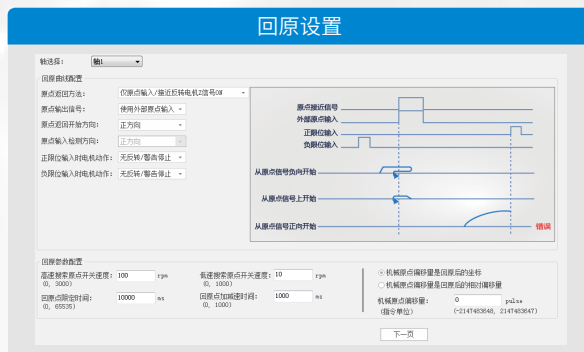 回原设置
轴选择: 轴1
回原曲线配置
原点返回方法: 仅原点输入/接近反转电机Z信号Off
原点输出信号: 使用外部原点输入
原点返回开始方向: 正方向
原点输入检测方向: 正方向
正限位输入时电机动作: 无反转/警告停止
负限位输入时电机动作: 无反转/警告停止
原点接近信号
外部原点输入
正限位输入
负限位输入
从原点信号负向开始
从原点信号上开始
从原点信号正向开始
错误
回原参数配置
高速搜索原点开关速度: 100 rpm
(0, 3000)
低速搜索原点开关速度: 10 rpm
(0, 1000)
回原点限定时间: 10000 ms
(0, 65535)
回原点加减速时间: 1000 ms
(0, 1000)
机械原点偏移量是回原后的坐标
机械原点偏移量是回原后的相对偏移量
机械原点偏移量: 0 pulse
(指令单位) (-2147483648, 2147483647)
下一页